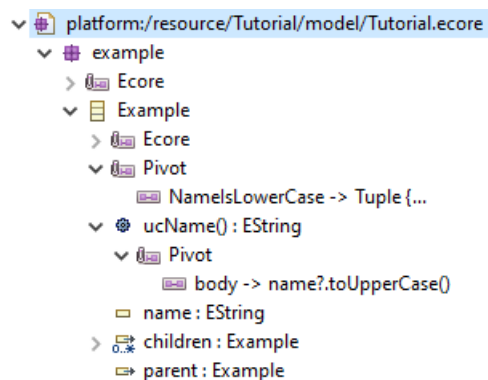 platform:/resource/Tutorial/model/Tutorial.ecore
example
Ecore
Example
Ecore
Pivot
NameIsLowerCase -> Tuple {...
ucName() : EString
Pivot
body -> name?.toUpperCase()
name : EString
0..* children : Example
parent : Example